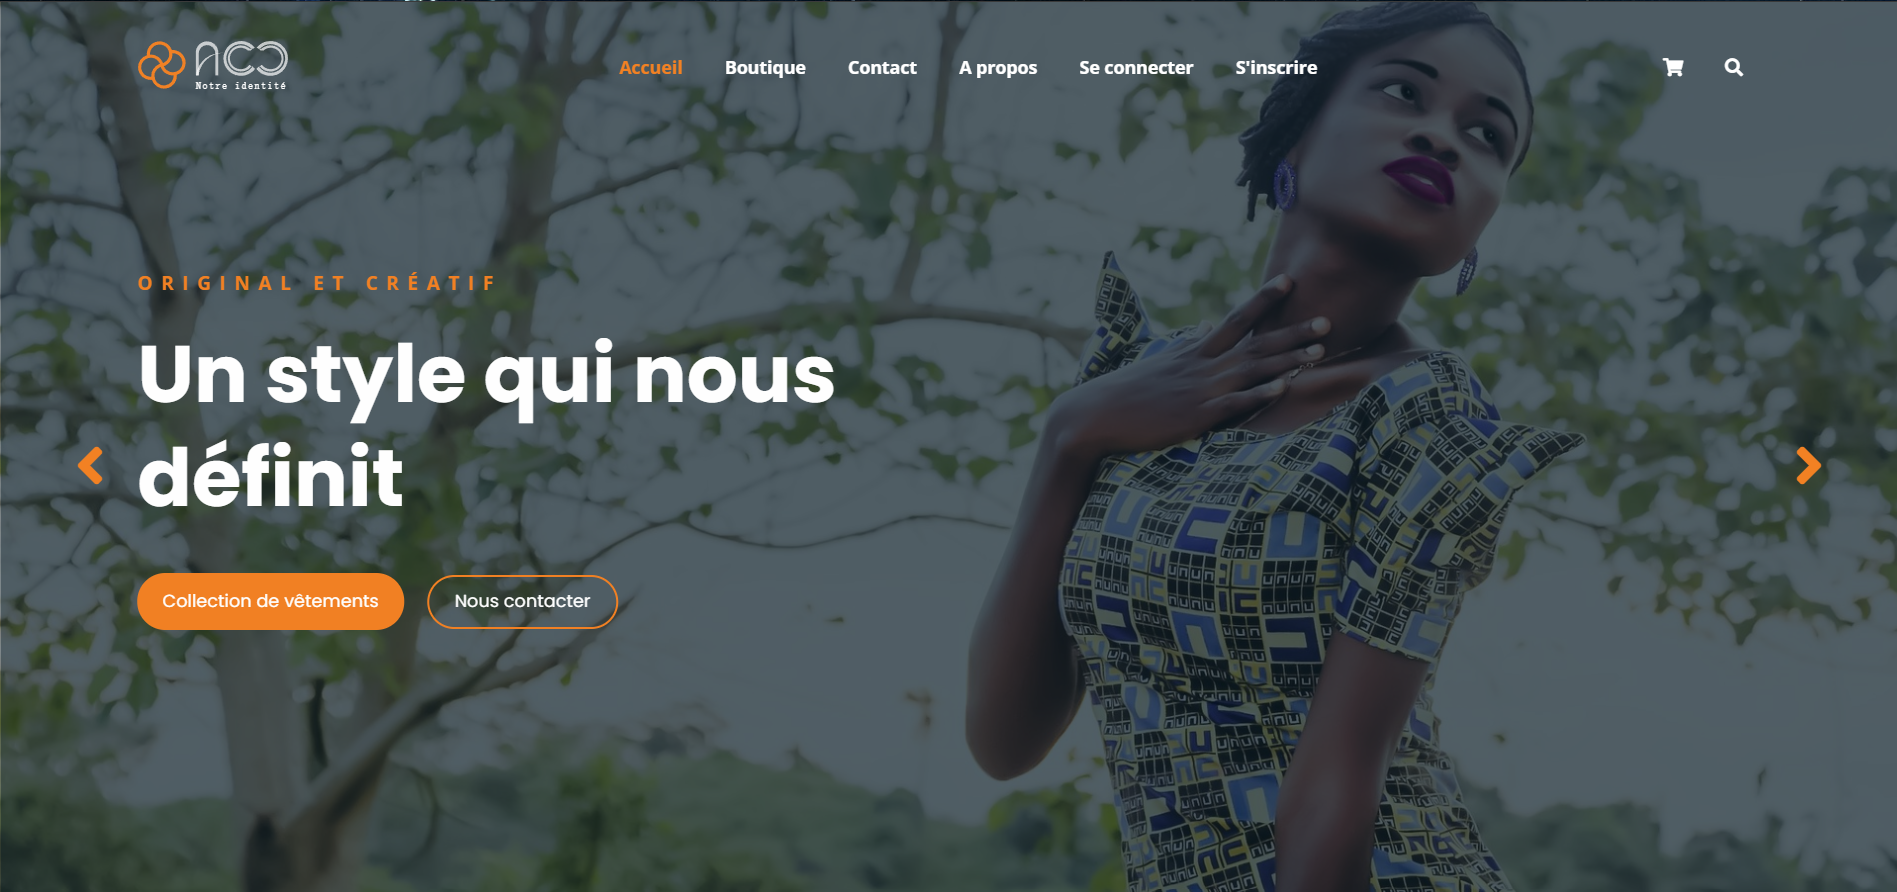 ACC
Notre identité
Accueil
Boutique
Contact
A propos
Se connecter
S'inscrire
ORIGINAL ET CRÉATIF
Un style qui nous
définit
Collection de vêtements
Nous contacter